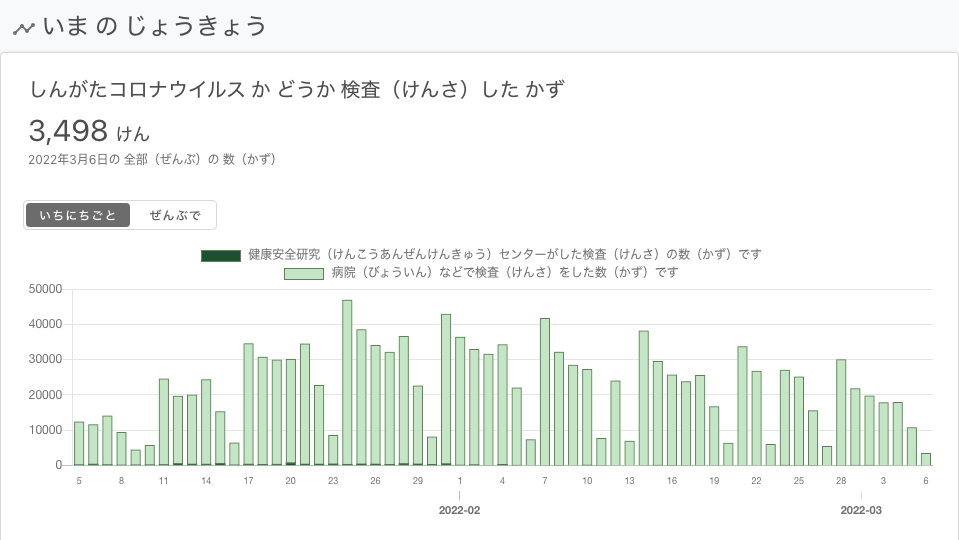 いま の じょうきょう
しんがたコロナウイルス か どうか 検査（けんさ）した かず
3,498 けん
2022年3月6日の 全部（ぜんぶ）の 数（かず）
いちにちごと ぜんぶで
健康安全研究（けんこうあんぜんけんきゅう）センターがした検査（けんさ）の数（かず）です
病院（びょういん）などで検査（けんさ）をした数（かず）です
50000
40000
30000
20000
10000
0
5 8 11 14 17 20 23 26 29 1 4 7 10 13 16 19 22 25 28 3 6
2022-02 2022-03